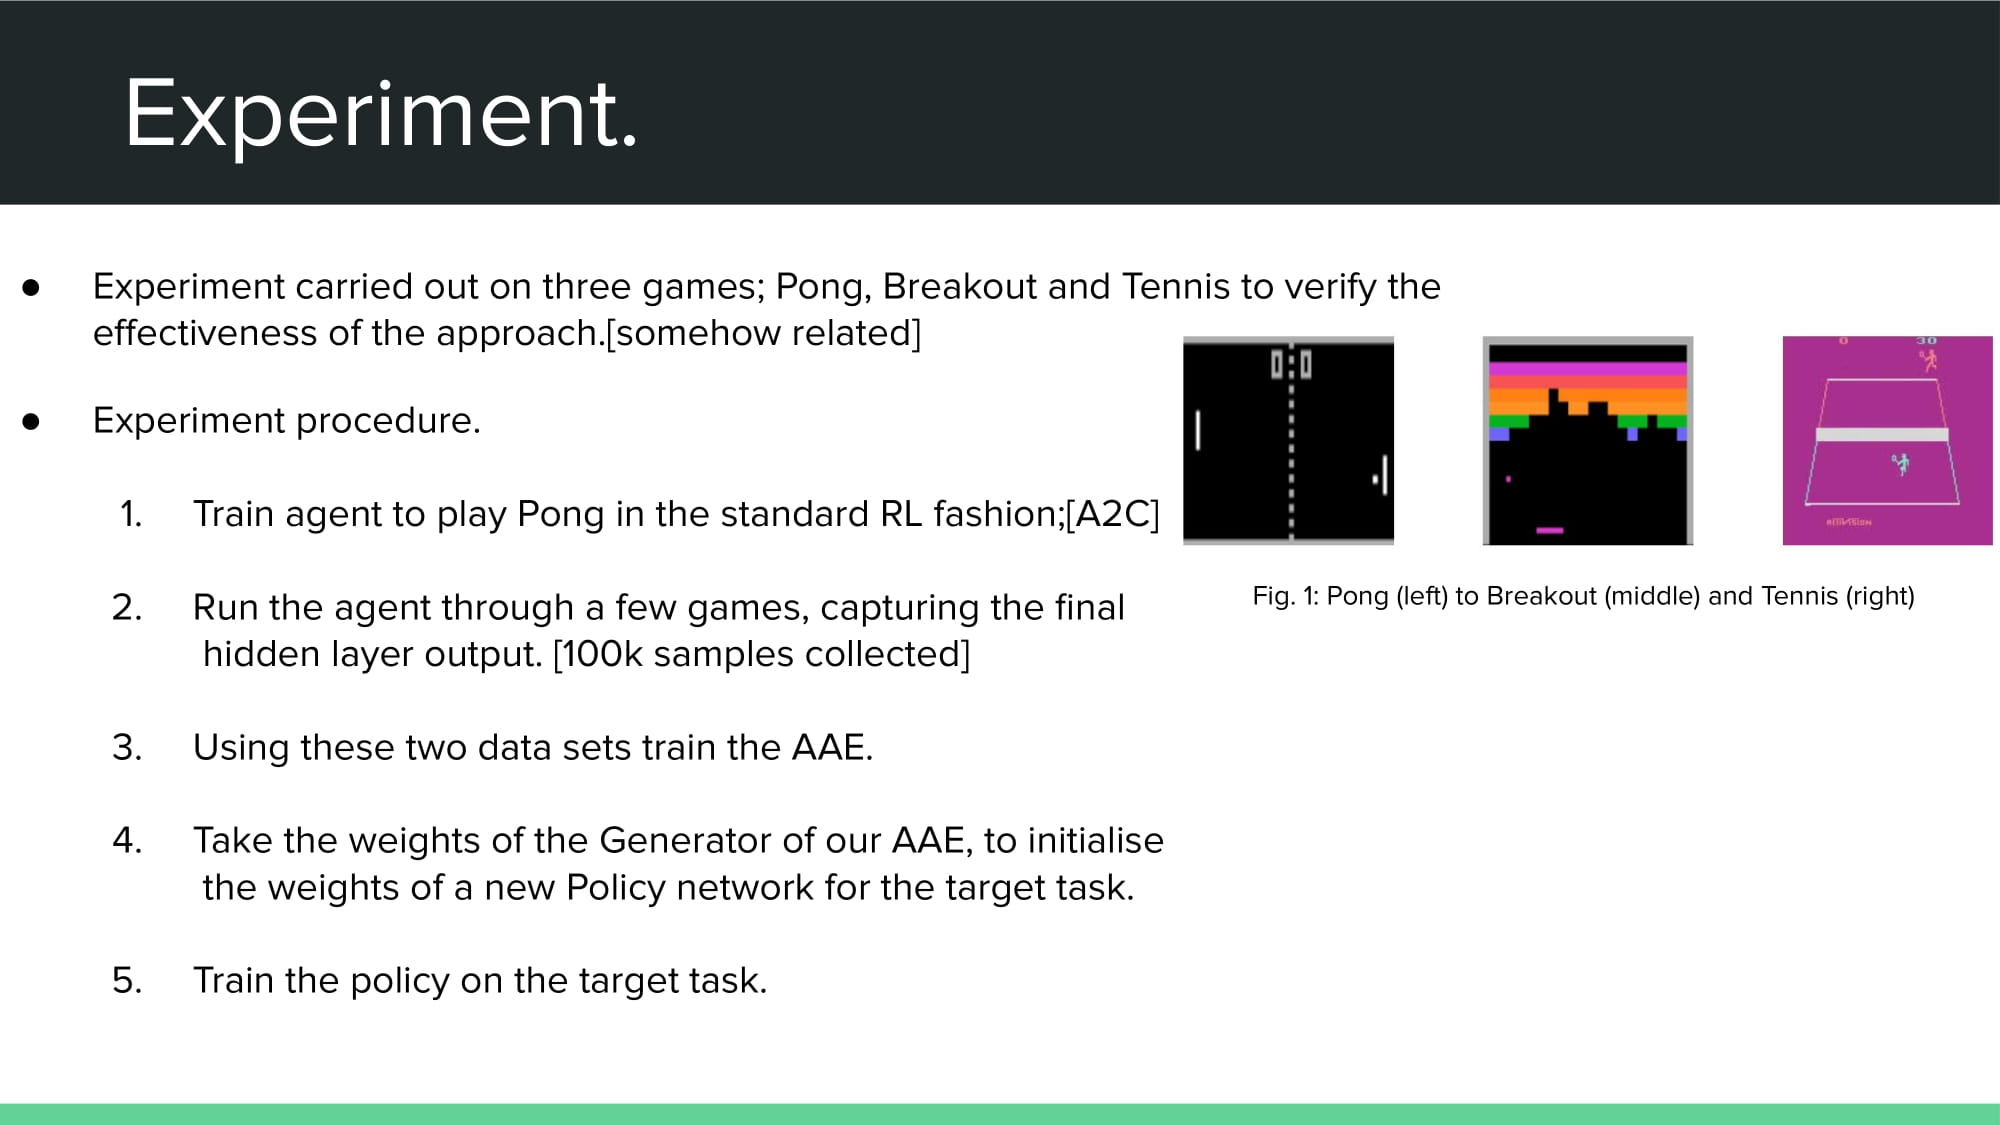 Experiment.
● Experiment carried out on three games; Pong, Breakout and Tennis to verify the
effectiveness of the approach.[somehow related]
● Experiment procedure.
1. Train agent to play Pong in the standard RL fashion;[A2C]
2. Run the agent through a few games, capturing the final
hidden layer output. [100k samples collected]
3. Using these two data sets train the AAE.
4. Take the weights of the Generator of our AAE, to initialise
the weights of a new Policy network for the target task.
5. Train the policy on the target task.
0 0
0 30
ACTIVISION
Fig. 1: Pong (left) to Breakout (middle) and Tennis (right)